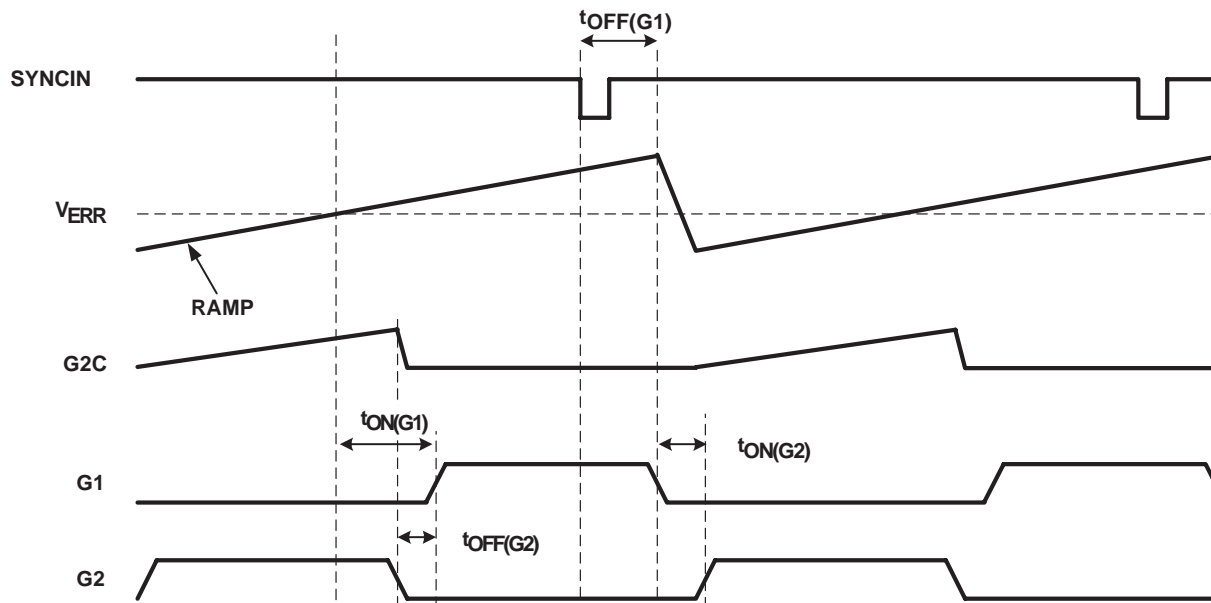 tOFF(G1)
SYNCIN
VERR
RAMP
G2C
tON(G1)
tON(G2)
G1
tOFF(G2)
G2